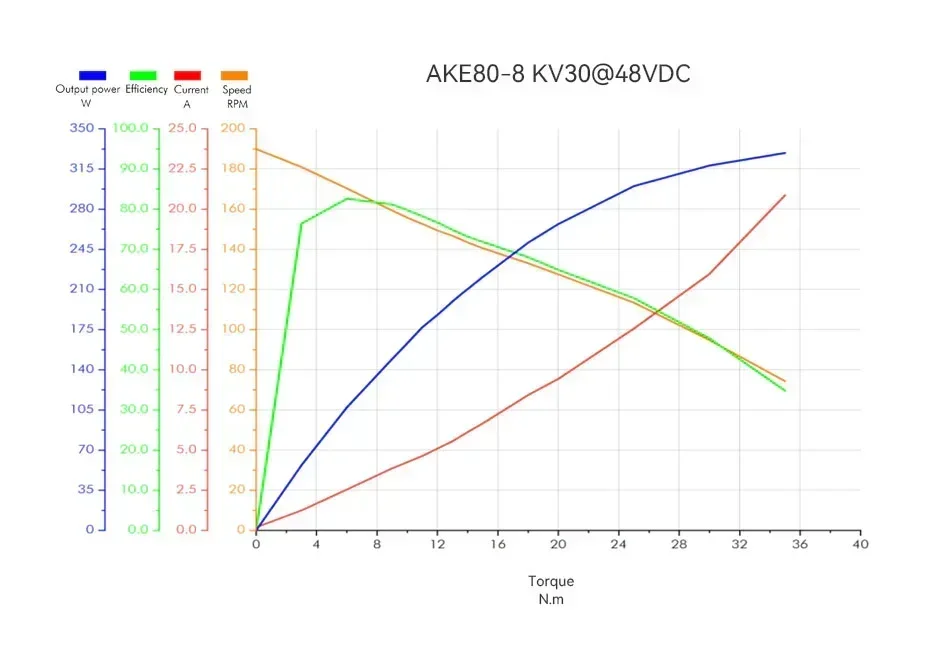 AKE80-8 KV30@48VDC
Output power Efficiency Current Speed
W A RPM
350 100.0 25.0 200
315 90.0 22.5 180
280 80.0 20.0 160
245 70.0 17.5 140
210 60.0 15.0 120
175 50.0 12.5 100
140 40.0 10.0 80
105 30.0 7.5 60
70 20.0 5.0 40
35 10.0 2.5 20
0 0.0 0.0 0
0 4 8 12 16 20 24 28 32 36 40
Torque
N.m